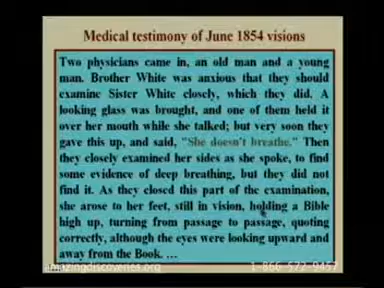 Medical testimony of June 1854 visions
Two physicians came in, an old man and a young
man. Brother White was anxious that they should
examine Sister White closely, which they did. A
looking glass was brought, and one of them held it
over her mouth while she talked; but very soon they
gave this up, and said, "She doesn't breathe." Then
they closely examined her sides as she spoke, to find
some evidence of deep breathing, but they did not
find it. As they closed this part of the examination,
she arose to her feet, still in vision, holding a Bible
high up, turning from passage to passage, quoting
correctly, although the eyes were looking upward and
away from the Book. ...
amazingdiscoveries.org 1-866-572-9457